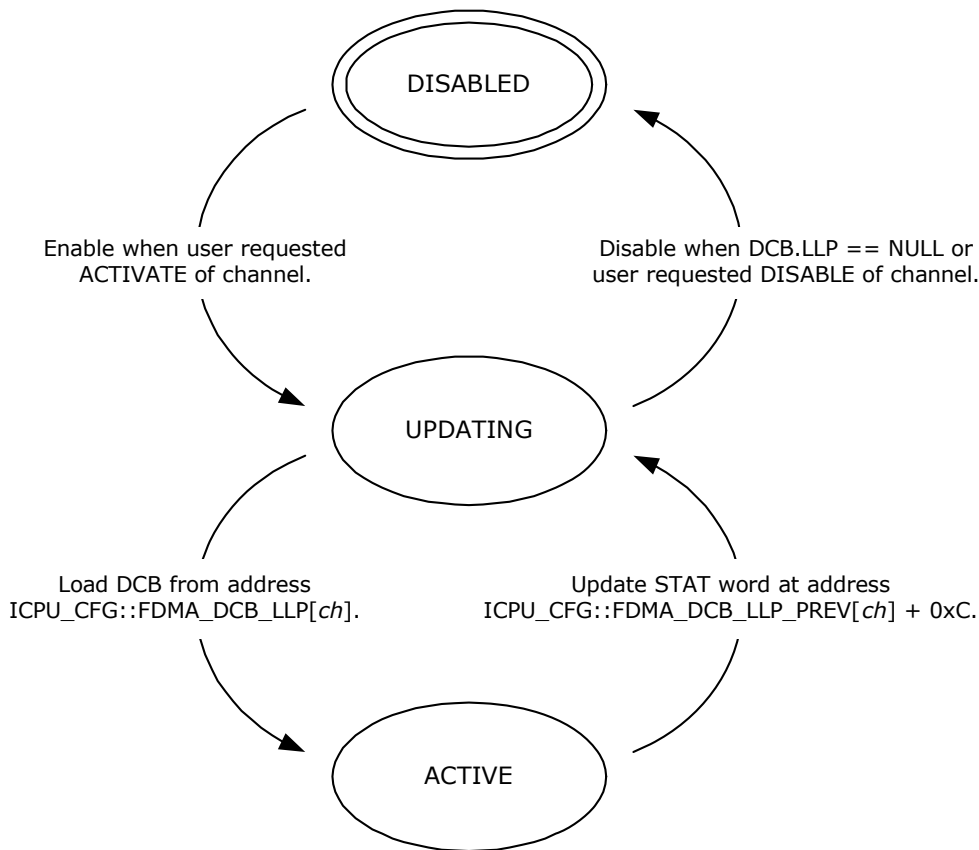 DISABLED
Enable when user requested
ACTIVATE of channel.
Disable when DCB.LLP == NULL or
user requested DISABLE of channel.
UPDATING
Load DCB from address
ICPU_CFG::FDMA_DCB_LLP[ch].
Update STAT word at address
ICPU_CFG::FDMA_DCB_LLP_PREV[ch] + 0xC.
ACTIVE